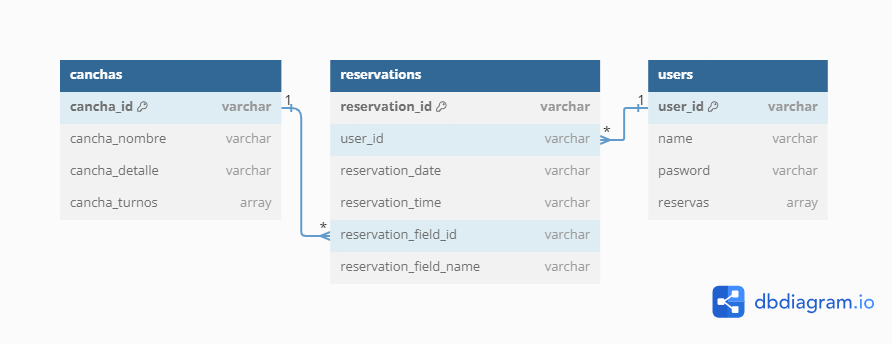 canchas
cancha_id varchar
cancha_nombre varchar
cancha_detalle varchar
cancha_turnos array
1
*
reservations
reservation_id varchar
user_id varchar
reservation_date varchar
reservation_time varchar
reservation_field_id varchar
reservation_field_name varchar
*
1
users
user_id varchar
name varchar
pasword varchar
reservas array
dbdiagram.io